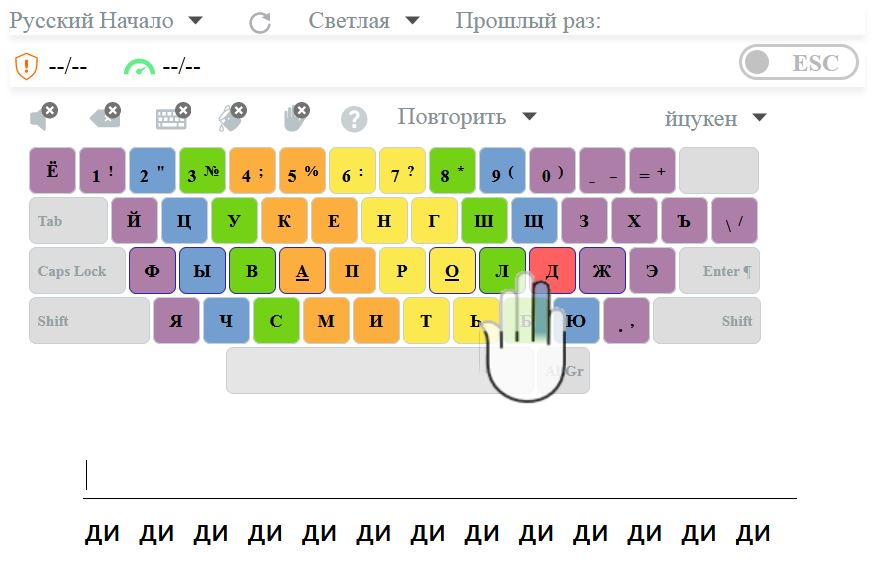 Русский Начало Светлая Прошлый раз:
--/-- --/-- ESC
? Повторить йцукен
Ё 1 ! 2 " 3 № 4 ; 5 % 6 : 7 ? 8 * 9 ( 0 ) _ – = +
Tab Й Ц У К Е Н Г Ш Щ З Х Ъ \ /
Caps Lock Ф Ы В А П Р О Л Д Ж Э Enter ¶
Shift Я Ч С М И Т Ь Б Ю . , Shift
AltGr
ди ди ди ди ди ди ди ди ди ди ди ди ди